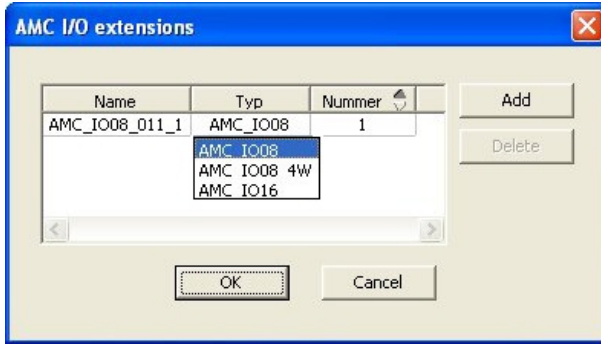 AMC I/O extensions
Name Typ Nummer
Add
AMC_IO08_011_1 AMC_IO08 1
Delete
AMC_IO08
AMC_IO08_4W
AMC_IO16
OK Cancel